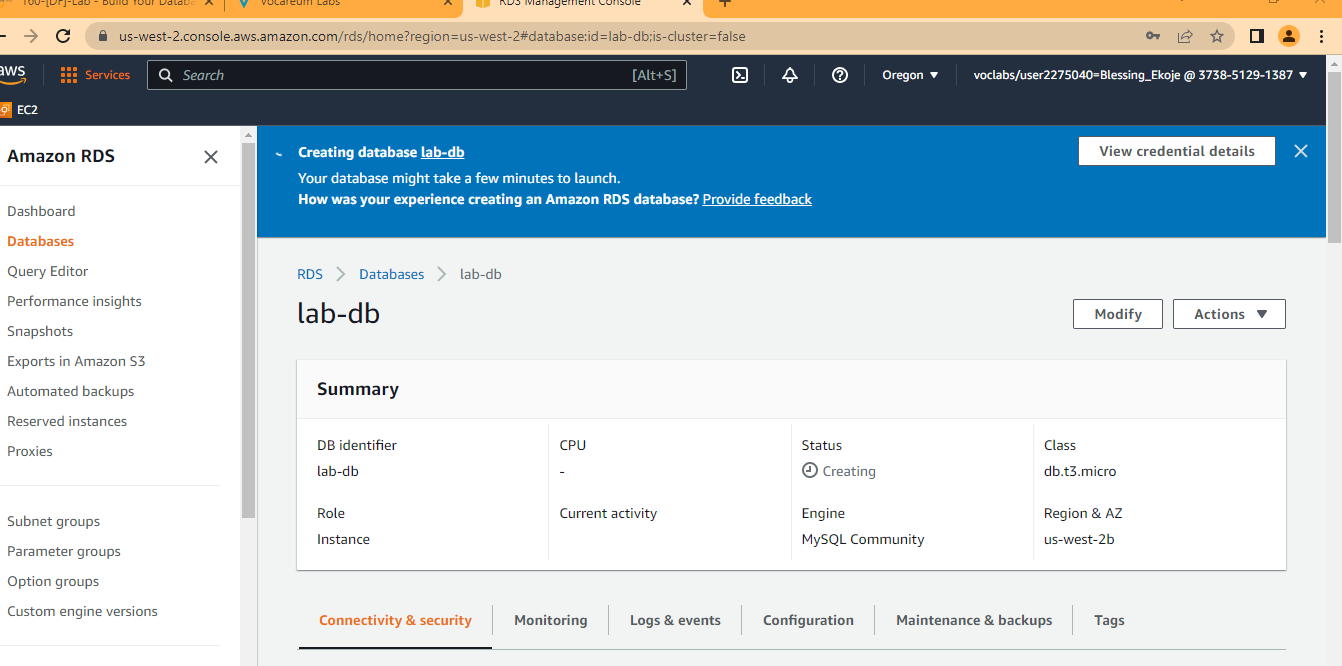 160-[DF]-Lab - Build Your Databa
Vocareum Labs
RDS Management Console
us-west-2.console.aws.amazon.com/rds/home?region=us-west-2#database:id=lab-db;is-cluster=false
aws
Services
Search
[Alt+S]
Oregon
voclabs/user2275040=Blessing_Ekoje @ 3738-5129-1387
EC2
Amazon RDS
Dashboard
Databases
Query Editor
Performance insights
Snapshots
Exports in Amazon S3
Automated backups
Reserved instances
Proxies
Subnet groups
Parameter groups
Option groups
Custom engine versions
Creating database lab-db
Your database might take a few minutes to launch.
How was your experience creating an Amazon RDS database? Provide feedback
View credential details
RDS
Databases
lab-db
lab-db
Modify
Actions
Summary
DB identifier
lab-db
CPU
-
Status
Creating
Class
db.t3.micro
Role
Instance
Current activity
Engine
MySQL Community
Region & AZ
us-west-2b
Connectivity & security
Monitoring
Logs & events
Configuration
Maintenance & backups
Tags